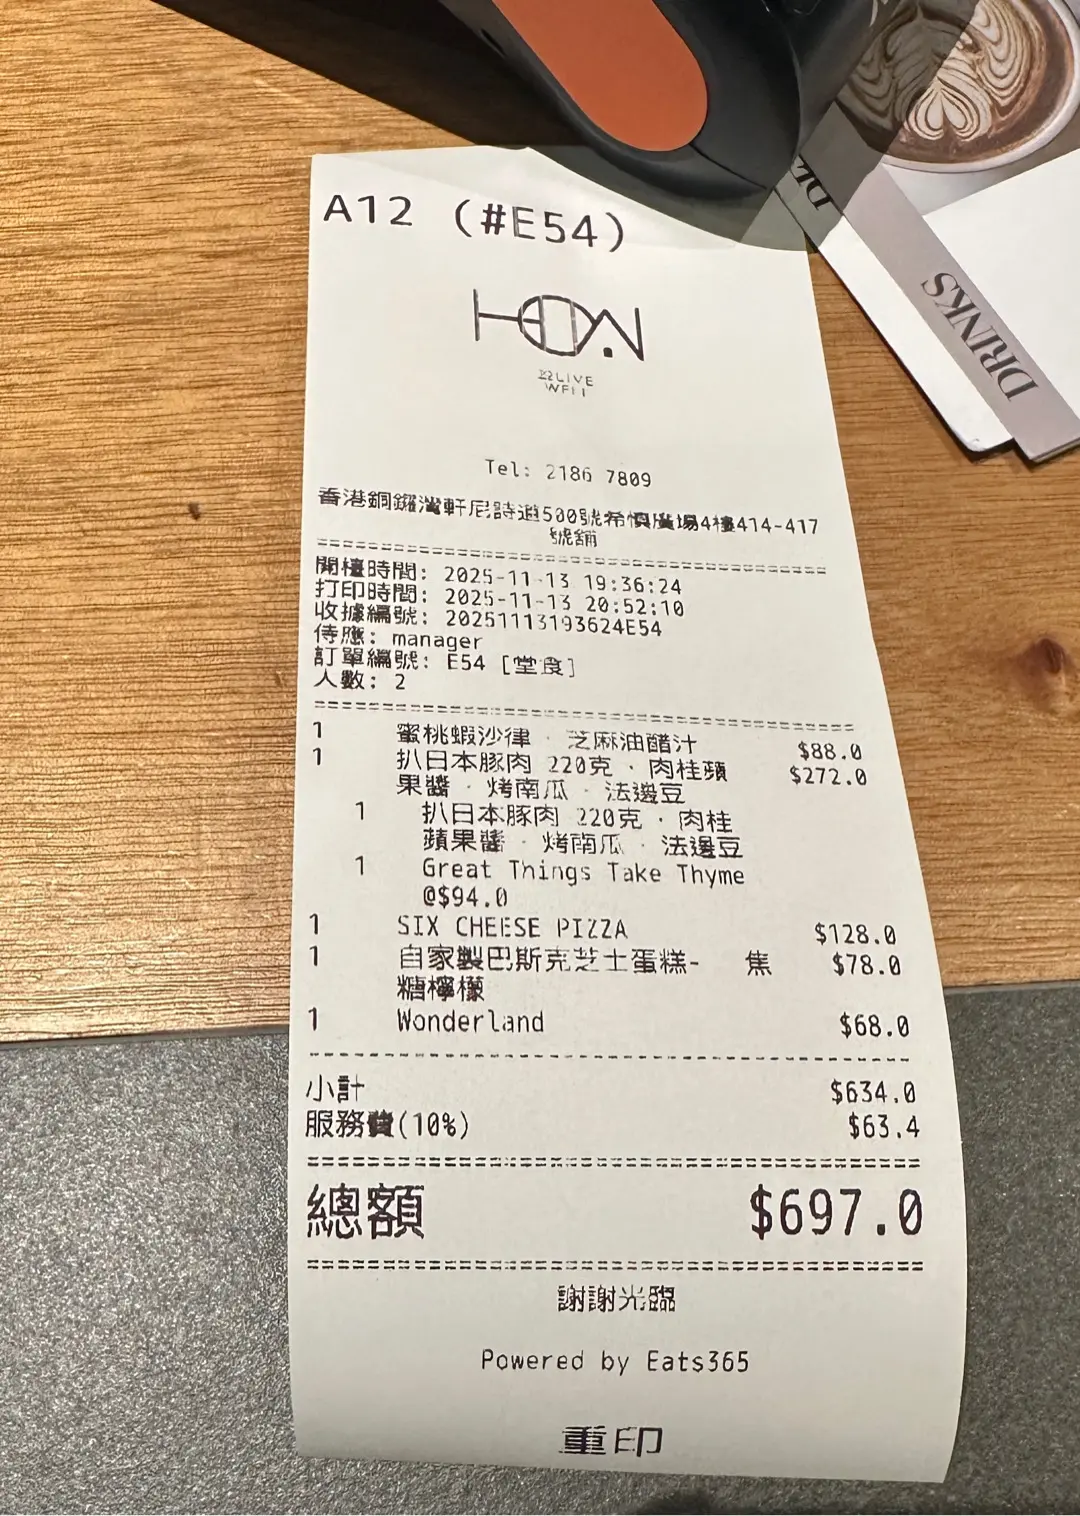 A12 (#E54)
22LIVE
WELL
Tel: 2186 7809
香港銅鑼灣軒尼詩道500號希慎廣場4樓414-417
號舖
開檯時間: 2025-11-13 19:36:24
打印時間: 2025-11-13 20:52:10
收據編號: 20251113193624E54
侍應: manager
訂單編號: E54 [堂食]
人數: 2
1 蜜桃蝦沙律 · 芝麻油醋汁 $88.0
1 扒日本豚肉 220克 · 肉桂蘋 $272.0
果醬 · 烤南瓜 · 法邊豆
1 扒日本豚肉 220克 · 肉桂
蘋果醬 · 烤南瓜 · 法邊豆
1 Great Things Take Thyme
@$94.0
1 SIX CHEESE PIZZA $128.0
1 自家製巴斯克芝士蛋糕- 焦 $78.0
糖檸檬
1 Wonderland $68.0
小計 $634.0
服務費(10%) $63.4
總額 $697.0
謝謝光臨
Powered by Eats365
重印
DRINKS